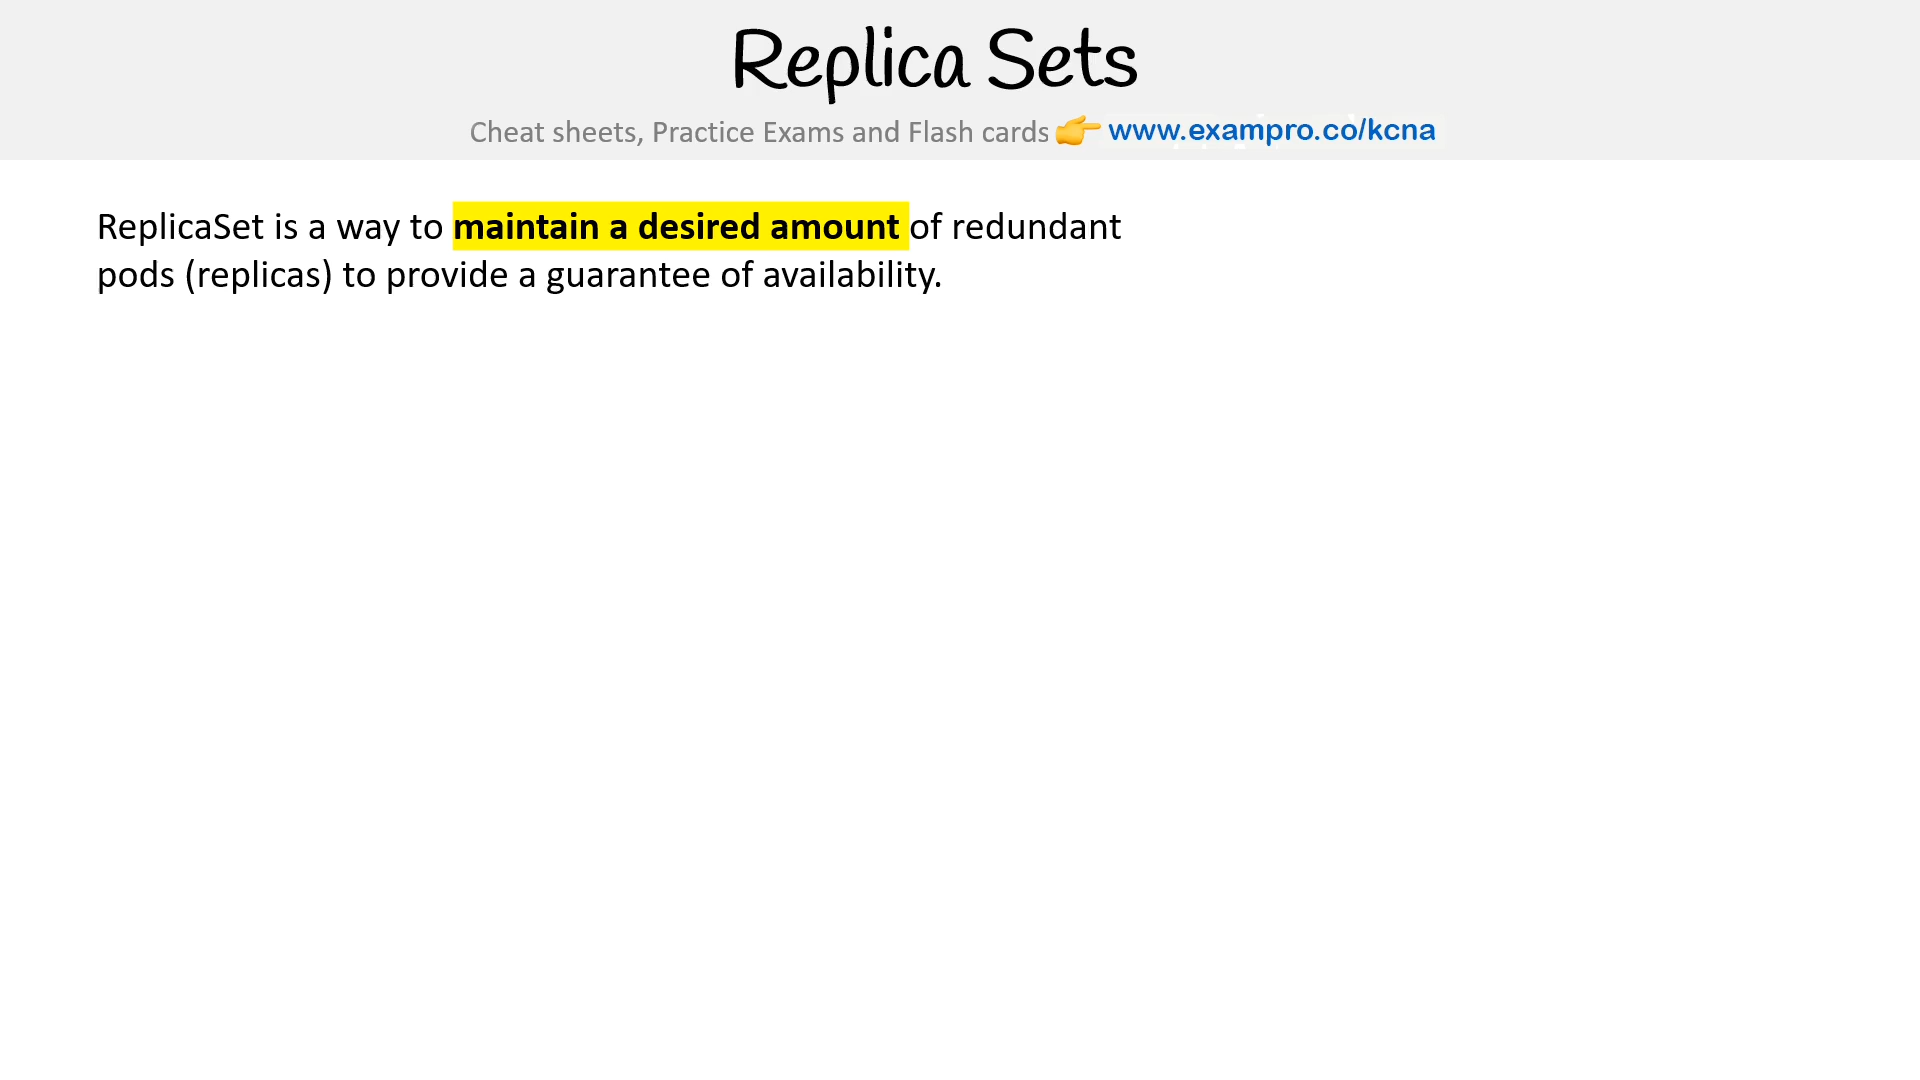 Replica Sets
Cheat sheets, Practice Exams and Flash cards 👉 www.exampro.co/kcna
ReplicaSet is a way to maintain a desired amount of redundant
pods (replicas) to provide a guarantee of availability.